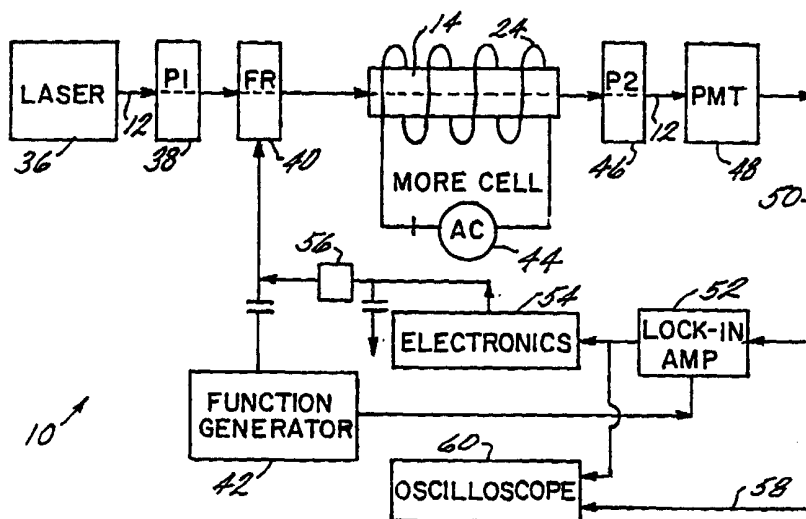 LASER
P1
FR
14
24
P2
PMT
12
12
36
38
40
46
48
MORE CELL
50
AC
44
56
54
52
ELECTRONICS
LOCK-IN
AMP
FUNCTION
GENERATOR
10
42
60
OSCILLOSCOPE
58